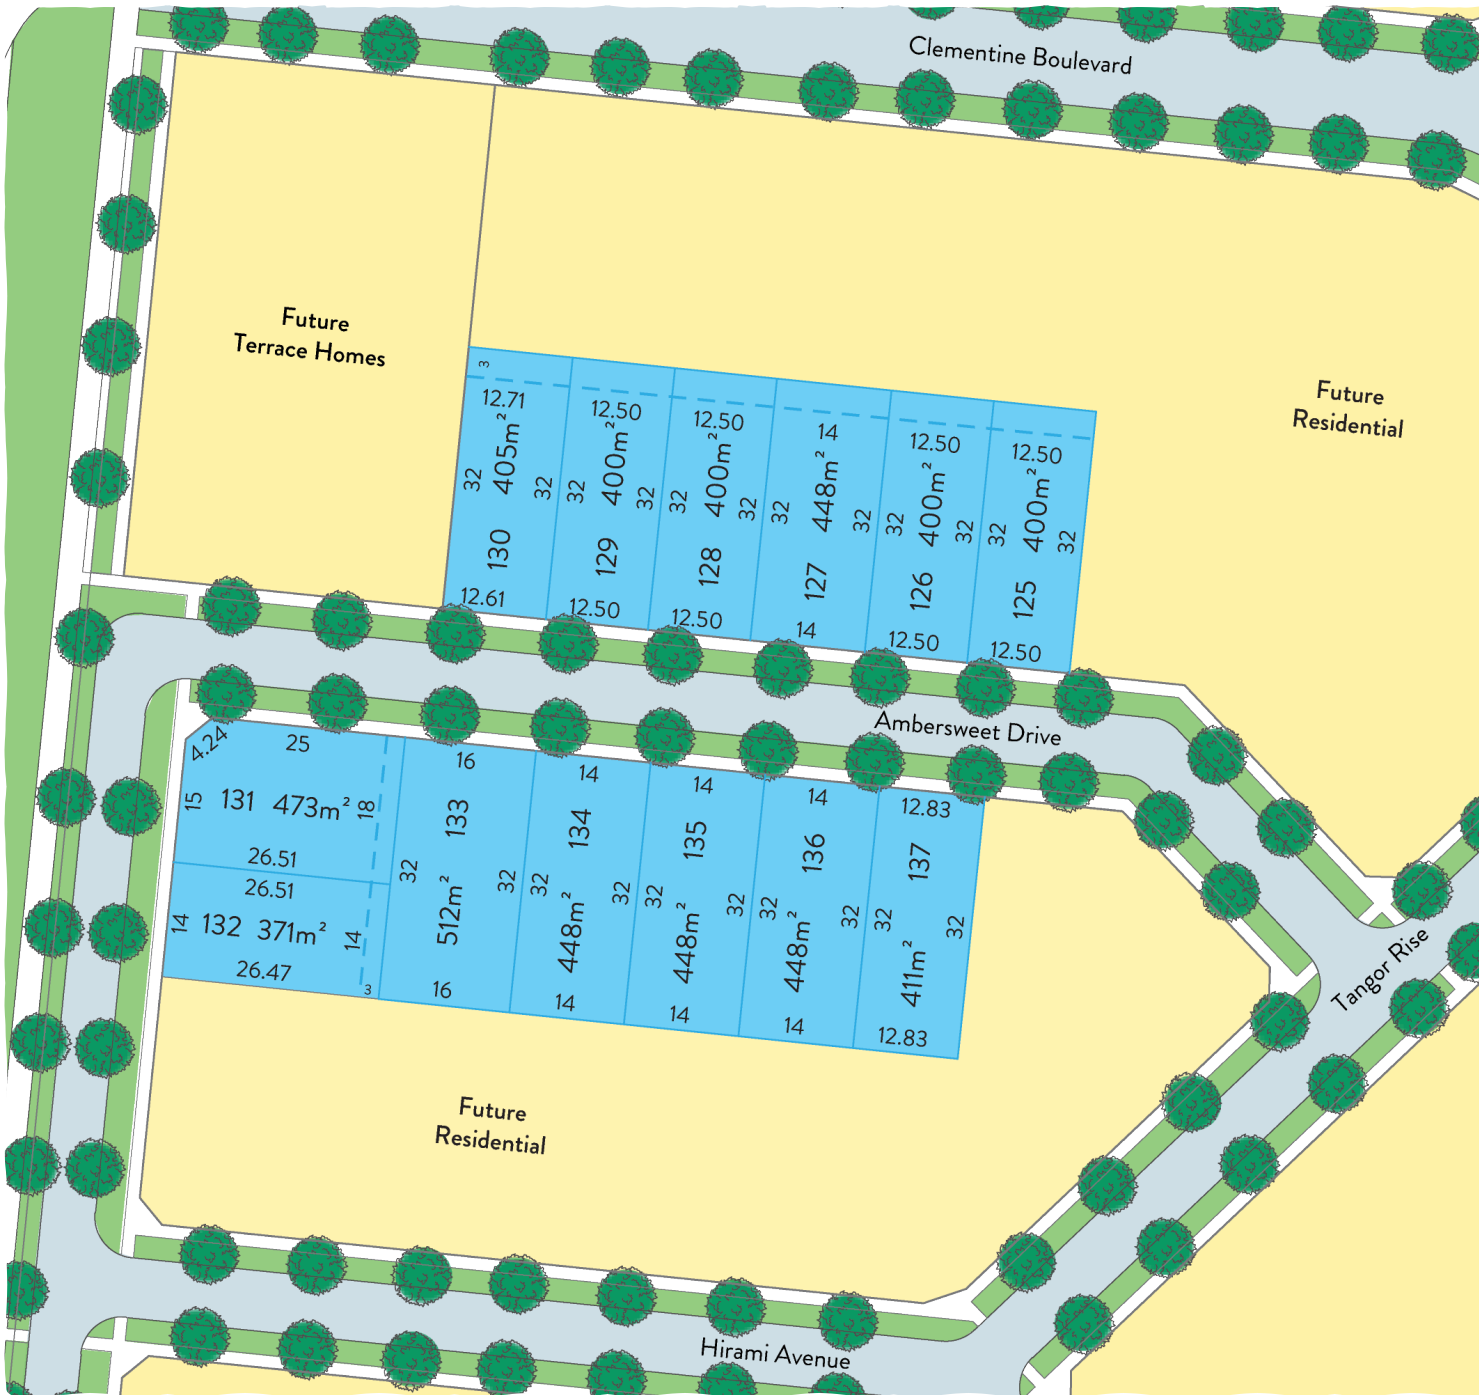 Clementine Boulevard
Future
Terrace Homes
Future
Residential
3
12.71
32
405m²
32
130
12.61
12.50
32
400m²
32
129
12.50
12.50
32
400m²
32
128
12.50
14
32
448m²
32
127
14
12.50
32
400m²
32
126
12.50
12.50
32
400m²
32
125
12.50
Ambersweet Drive
4.24
25
15
131 473m²
18
26.51
26.51
14
132 371m²
14
26.47
3
16
133
32
32
512m²
16
14
134
32
32
448m²
14
14
135
32
32
448m²
14
14
136
32
32
448m²
14
12.83
137
32
32
411m²
12.83
Tangor Rise
Future
Residential
Hirami Avenue